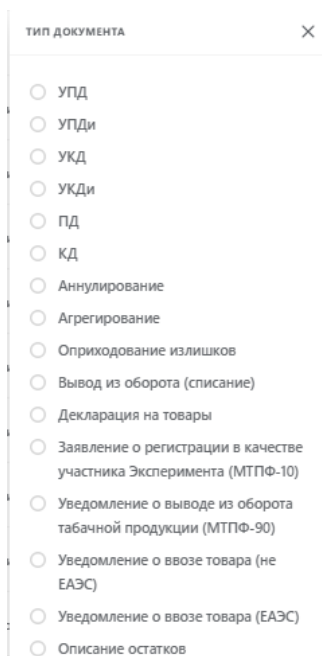 ТИП ДОКУМЕНТА
УПД
УПДи
УКД
УКДи
ПД
КД
Аннулирование
Агрегирование
Оприходование излишков
Вывод из оборота (списание)
Декларация на товары
Заявление о регистрации в качестве
участника Эксперимента (МТПФ-10)
Уведомление о выводе из оборота
табачной продукции (МТПФ-90)
Уведомление о ввозе товара (не
ЕАЭС)
Уведомление о ввозе товара (ЕАЭС)
Описание остатков